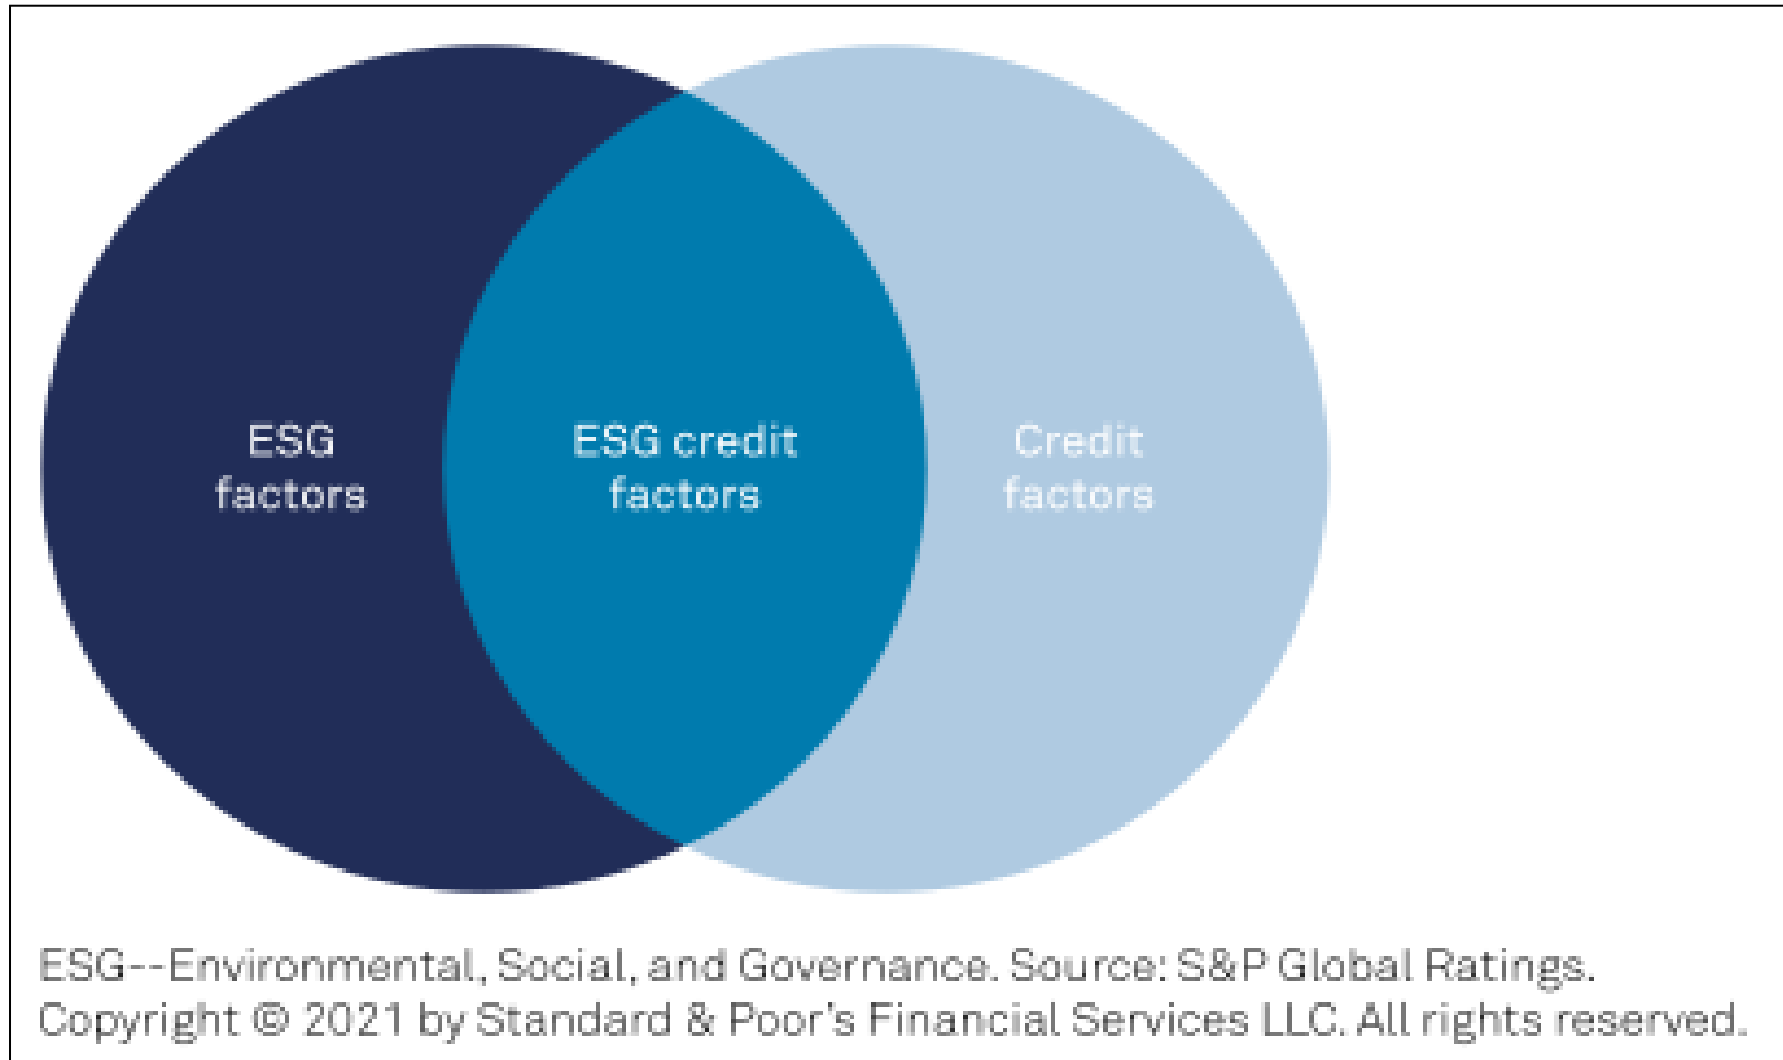 ESG
factors
ESG credit
factors
Credit
factors
ESG--Environmental, Social, and Governance. Source: S&P Global Ratings.
Copyright © 2021 by Standard & Poor's Financial Services LLC. All rights reserved.